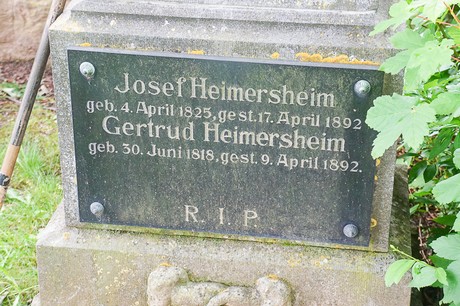 Josef Heimersheim
geb. 4. April 1825, gest. 17. April 1892
Gertrud Heimersheim
geb. 30. Juni 1818, gest. 9. April 1892.
R. I. P.